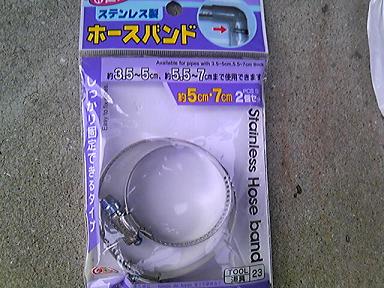 ステンレス製
ホースバンド
Available for pipes with 3.5~5cm,5.5~7cm thick
約3.5~5cm、約5.5~7cmまで使用できます
約5cm・7cm
2個セット
しっかり固定できるタイプ
Stainless Hose band
TOOL
道具
23